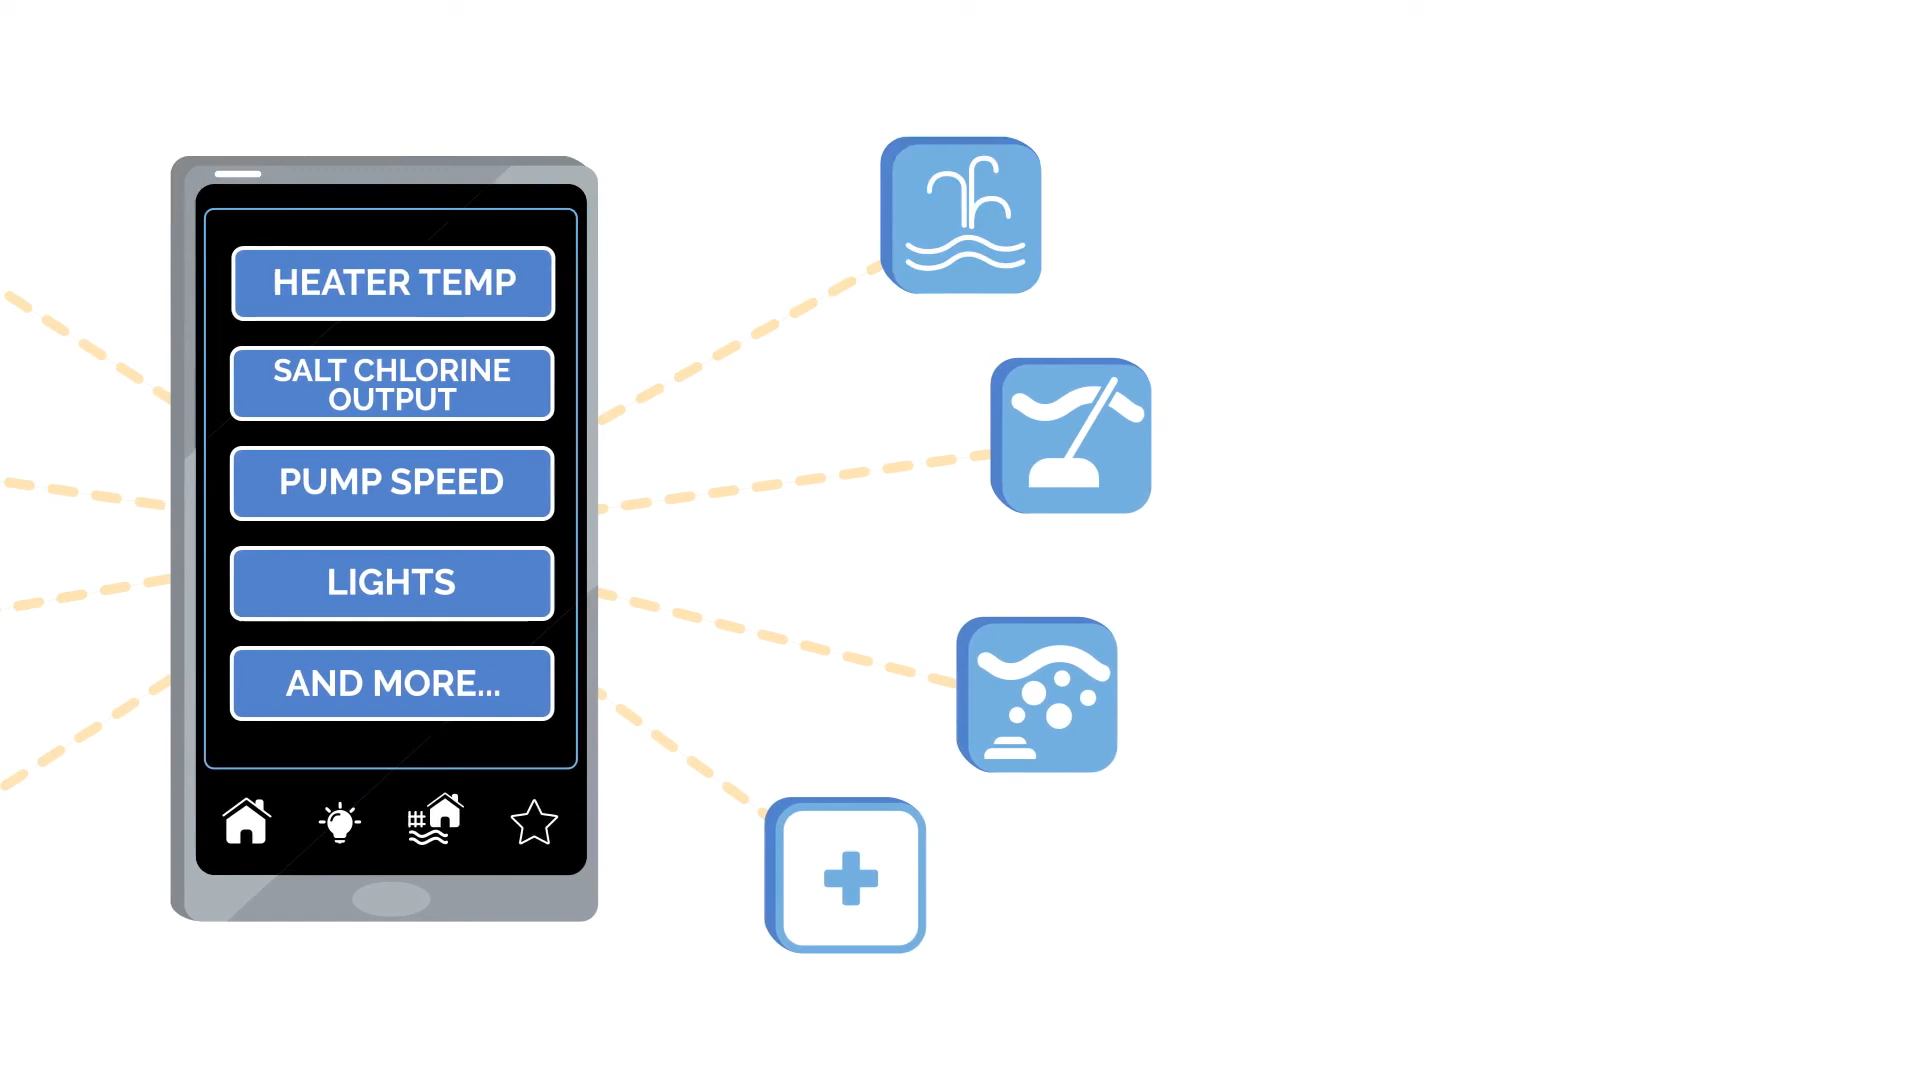 HEATER TEMP
SALT CHLORINE
OUTPUT
PUMP SPEED
LIGHTS
AND MORE...